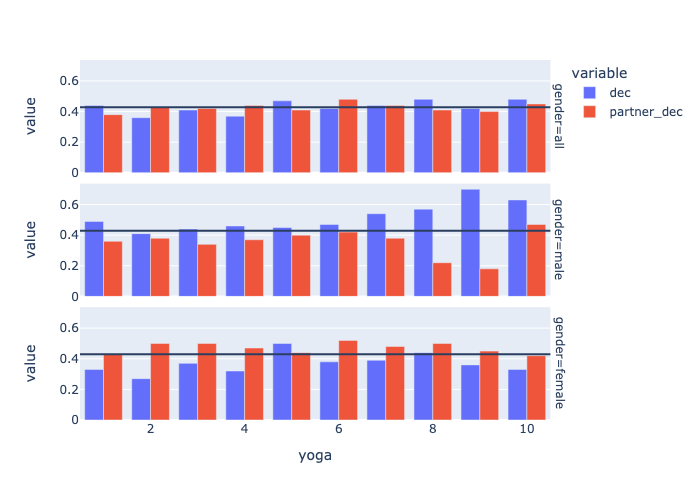 variable
dec
partner_dec
value
0.6
0.4
0.2
0
gender=all
value
0.6
0.4
0.2
0
gender=male
value
0.6
0.4
0.2
0
gender=female
2
4
6
8
10
yoga